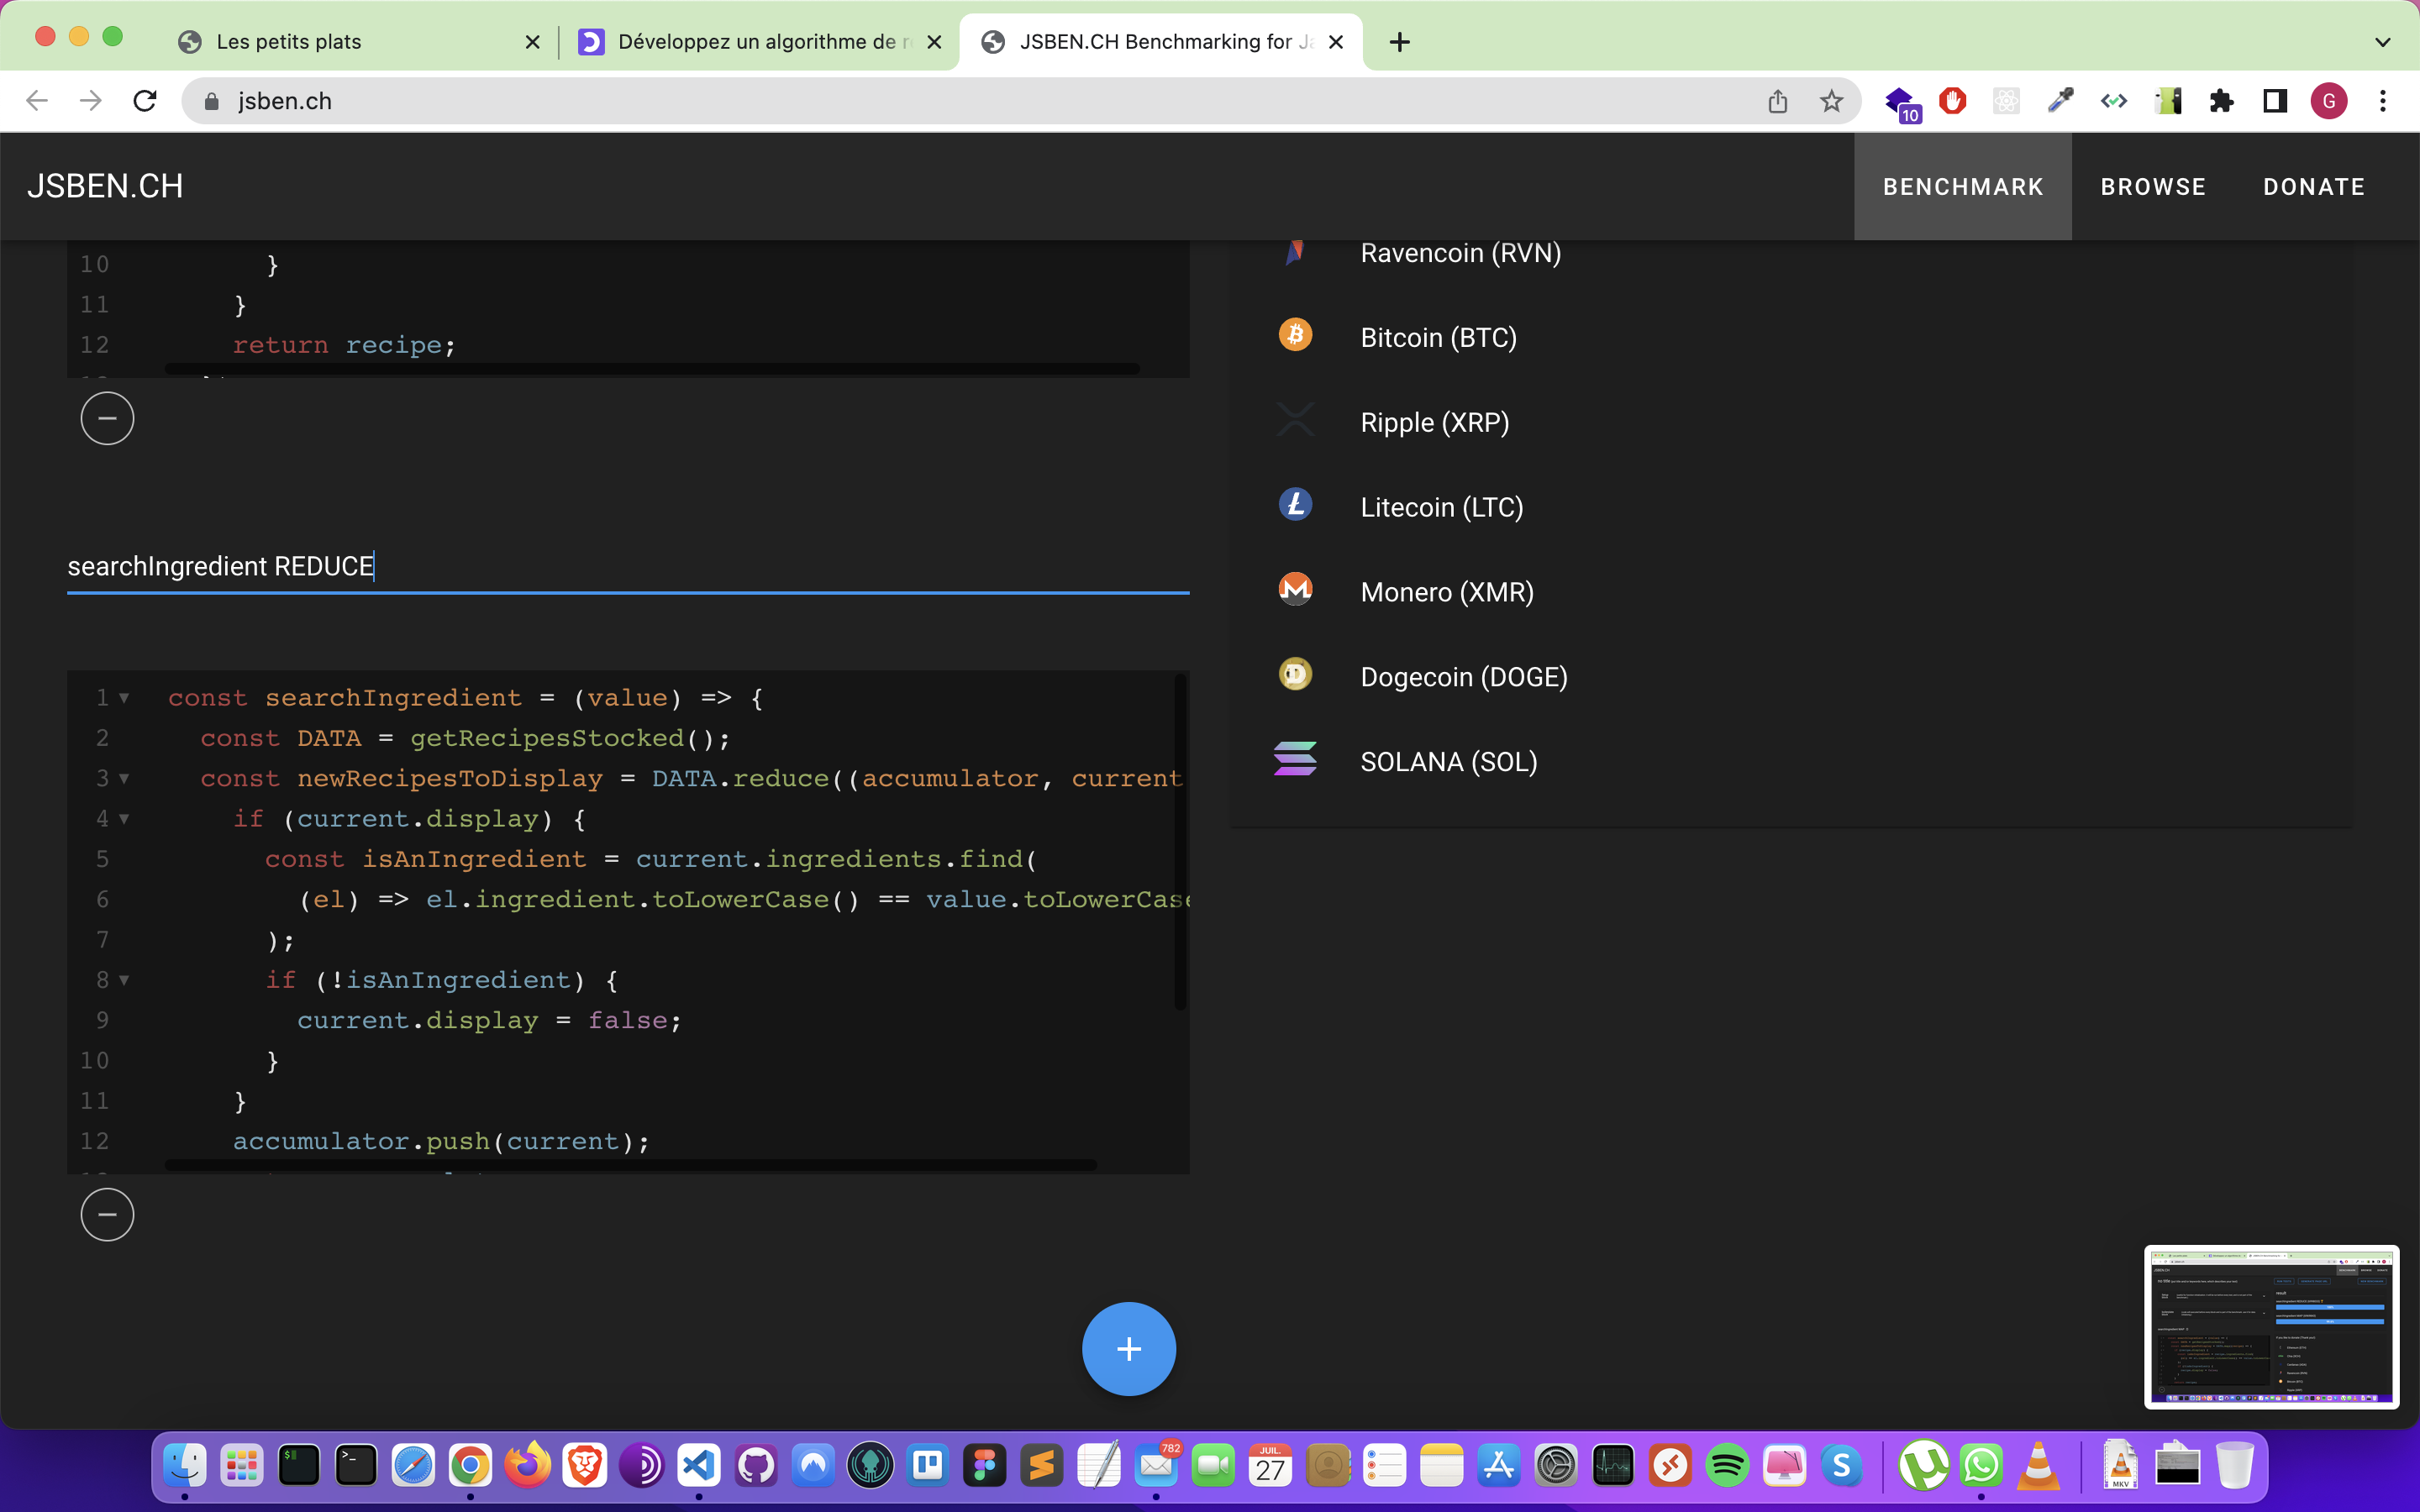 Les petits plats
Développez un algorithme de r
JSBEN.CH Benchmarking for Ja
jsben.ch
10
G
JSBEN.CH
BENCHMARK
BROWSE
DONATE
10 }
11 }
12 return recipe;
searchIngredient REDUCE
1 const searchIngredient = (value) => {
2 const DATA = getRecipesStocked();
3 const newRecipesToDisplay = DATA.reduce((accumulator, current
4 if (current.display) {
5 const isAnIngredient = current.ingredients.find(
6 (el) => el.ingredient.toLowerCase() == value.toLowerCase
7 );
8 if (!isAnIngredient) {
9 current.display = false;
10 }
11 }
12 accumulator.push(current);
Ravencoin (RVN)
Bitcoin (BTC)
Ripple (XRP)
Litecoin (LTC)
Monero (XMR)
Dogecoin (DOGE)
SOLANA (SOL)
+
782
JUIL.
27
MKV